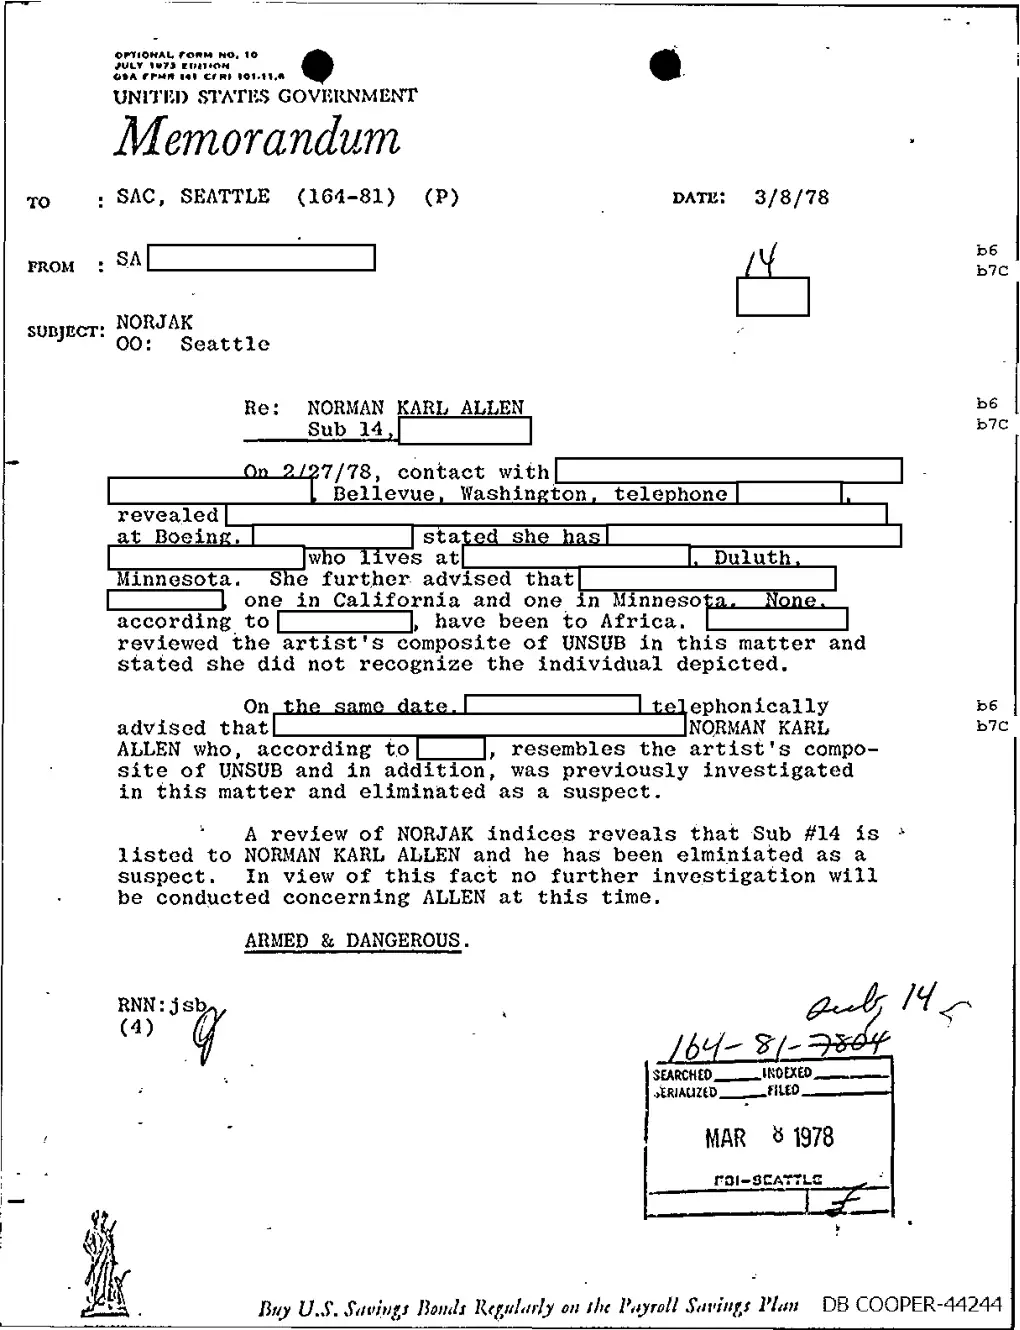 OPTIONAL FORM NO. 10
JULY 1973 EDITION
GSA FPMR (41 CFR) 101-11.6
UNITED STATES GOVERNMENT
Memorandum
TO : SAC, SEATTLE (164-81) (P) DATE: 3/8/78
FROM : SA b6
14 b7C
SUBJECT: NORJAK
OO: Seattle
Re: NORMAN KARL ALLEN b6
Sub 14, b7C
On 2/27/78, contact with
, Bellevue, Washington, telephone ,
revealed
at Boeing. stated she has
who lives at , Duluth,
Minnesota. She further advised that
, one in California and one in Minnesota. None,
according to , have been to Africa.
reviewed the artist's composite of UNSUB in this matter and
stated she did not recognize the individual depicted.
On the same date, telephonically b6
advised that NORMAN KARL b7C
ALLEN who, according to , resembles the artist's compo-
site of UNSUB and in addition, was previously investigated
in this matter and eliminated as a suspect.
A review of NORJAK indices reveals that Sub #14 is
listed to NORMAN KARL ALLEN and he has been elminiated as a
suspect. In view of this fact no further investigation will
be conducted concerning ALLEN at this time.
ARMED & DANGEROUS.
RNN:jsb
(4)
Sub, 14
164-81-7804
SEARCHED INDEXED
SERIALIZED FILED
MAR 8 1978
FBI-SEATTLE
Buy U.S. Savings Bonds Regularly on the Payroll Savings Plan DB COOPER-44244